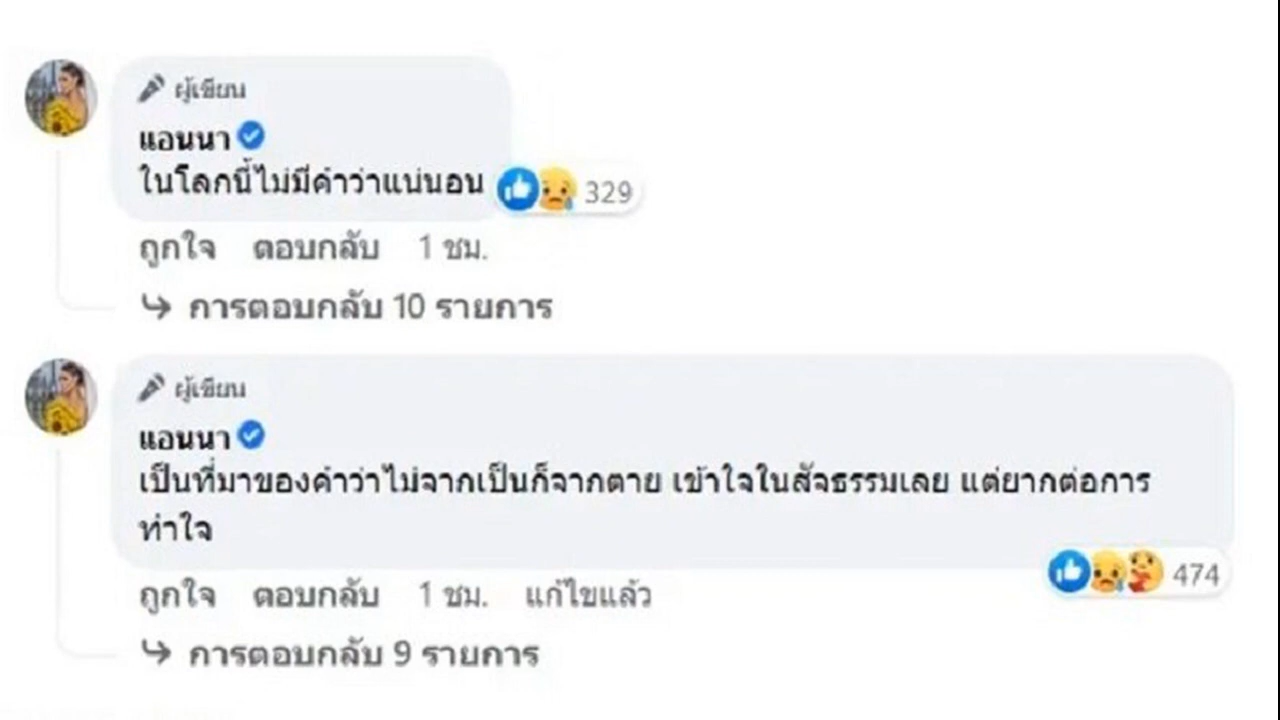 ผู้เขียน
แอนนา
ในโลกนี้ไม่มีคำว่าแน่นอน
329
ถูกใจ ตอบกลับ 1 ชม.
การตอบกลับ 10 รายการ
ผู้เขียน
แอนนา
เป็นที่มาของคำว่าไม่จากเป็นก็จากตาย เข้าใจในสัจธรรมเลย แต่ยากต่อการ
ทำใจ
474
ถูกใจ ตอบกลับ 1 ชม. แก้ไขแล้ว
การตอบกลับ 9 รายการ